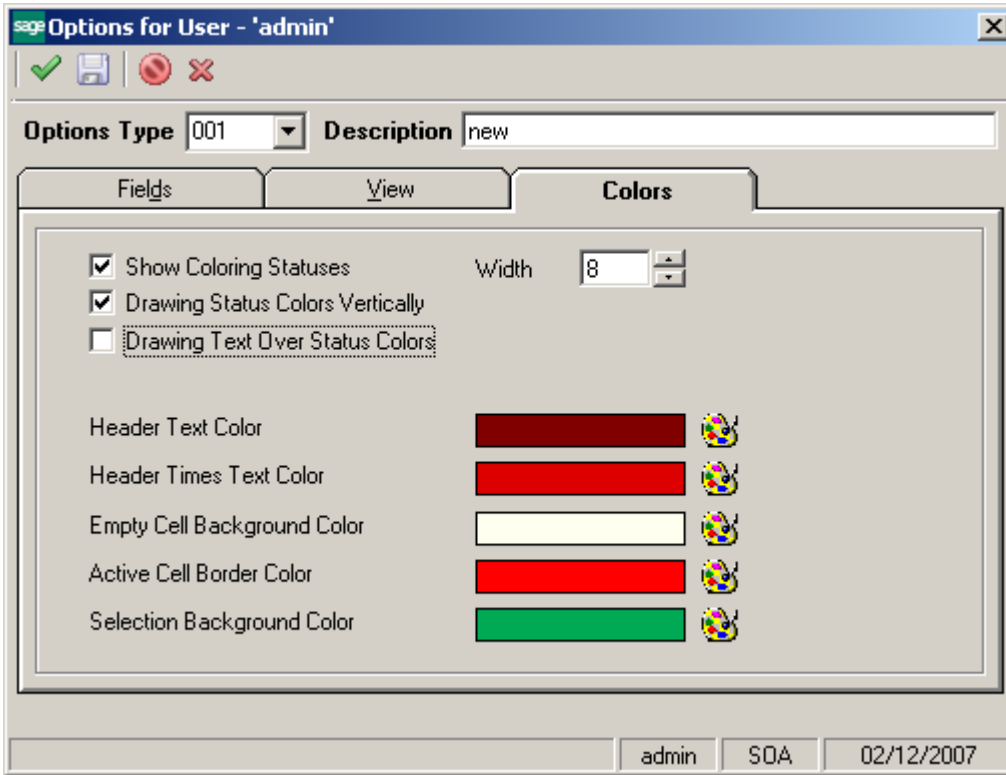 sage Options for User - 'admin'
Options Type 001 Description new
Fields View Colors
Show Coloring Statuses Width 8
Drawing Status Colors Vertically
Drawing Text Over Status Colors
Header Text Color
Header Times Text Color
Empty Cell Background Color
Active Cell Border Color
Selection Background Color
admin SOA 02/12/2007